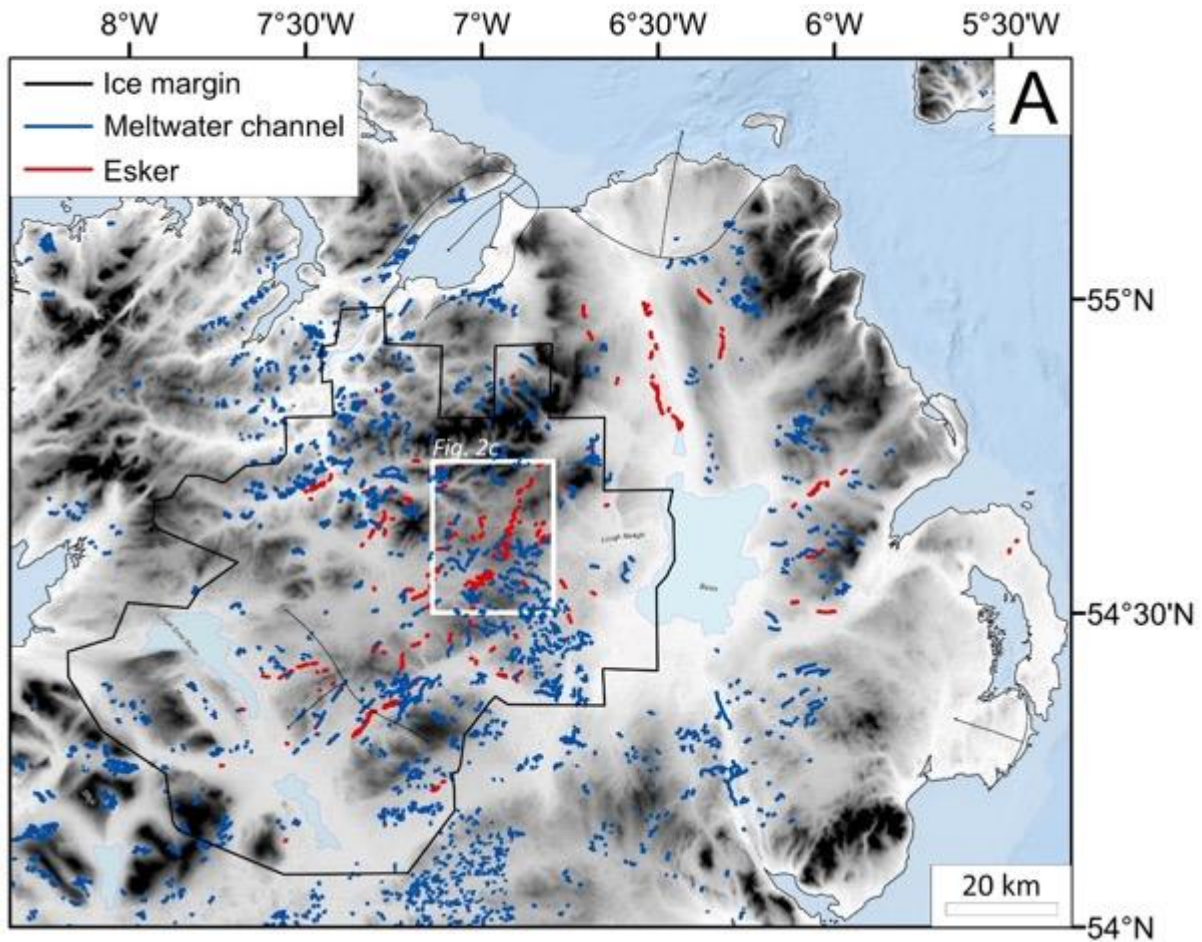 8°W 7°30'W 7°W 6°30'W 6°W 5°30'W
Ice margin
A
Meltwater channel
Esker
55°N
Fig. 2c
Lough Neagh
Basin
54°30'N
20 km
54°N